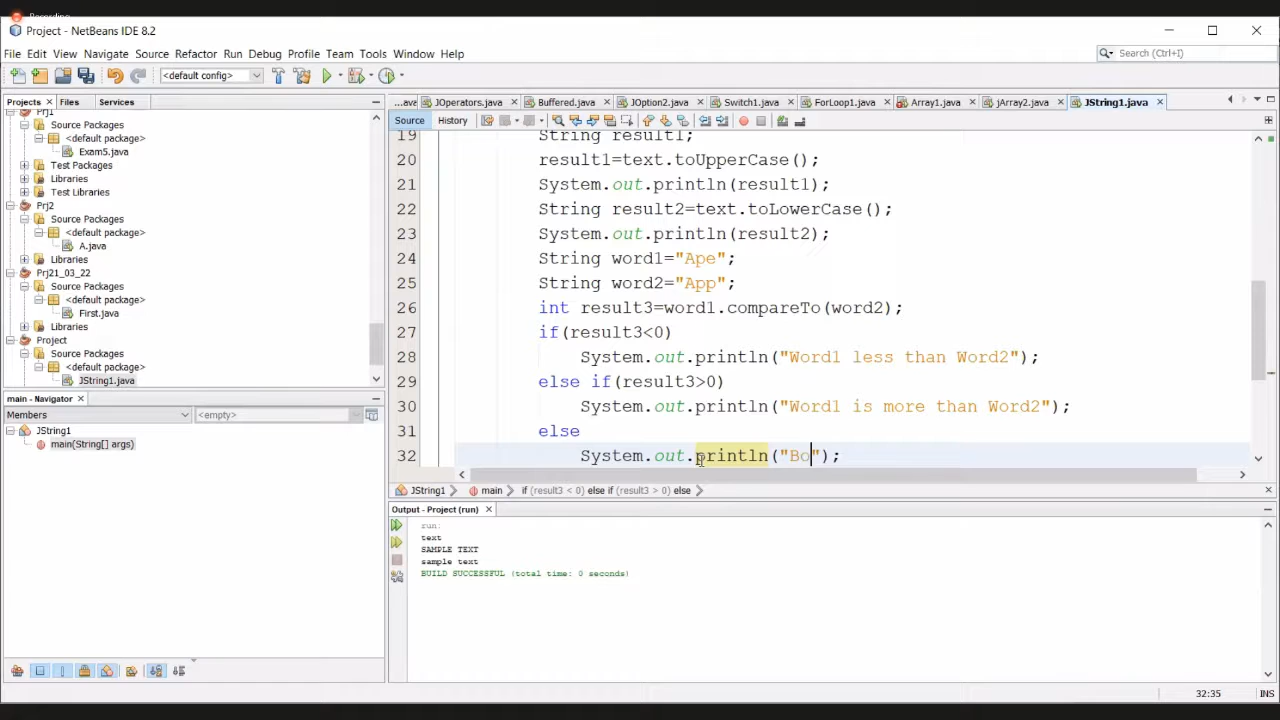 Recording
Project - NetBeans IDE 8.2
File Edit View Navigate Source Refactor Run Debug Profile Team Tools Window Help
Search (Ctrl+I)
<default config>
Projects Files Services
Prj1
Source Packages
<default package>
Exam5.java
Test Packages
Libraries
Test Libraries
Prj2
Source Packages
<default package>
A.java
Libraries
Prj21_03_22
Source Packages
<default package>
First.java
Libraries
Project
Source Packages
<default package>
JString1.java
main - Navigator
Members <empty>
JString1
main(String[] args)
...ava JOperators.java Buffered.java JOption2.java Switch1.java ForLoop1.java Array1.java jArray2.java JString1.java
Source History
19 String result1;
20 result1=text.toUpperCase();
21 System.out.println(result1);
22 String result2=text.toLowerCase();
23 System.out.println(result2);
24 String word1="Ape";
25 String word2="App";
26 int result3=word1.compareTo(word2);
27 if(result3<0)
28 System.out.println("Word1 less than Word2");
29 else if(result3>0)
30 System.out.println("Word1 is more than Word2");
31 else
32 System.out.println("Bo");
JString1 main if (result3 < 0) else if (result3 > 0) else
Output - Project (run)
run:
text
SAMPLE TEXT
sample text
BUILD SUCCESSFUL (total time: 0 seconds)
32:35 INS